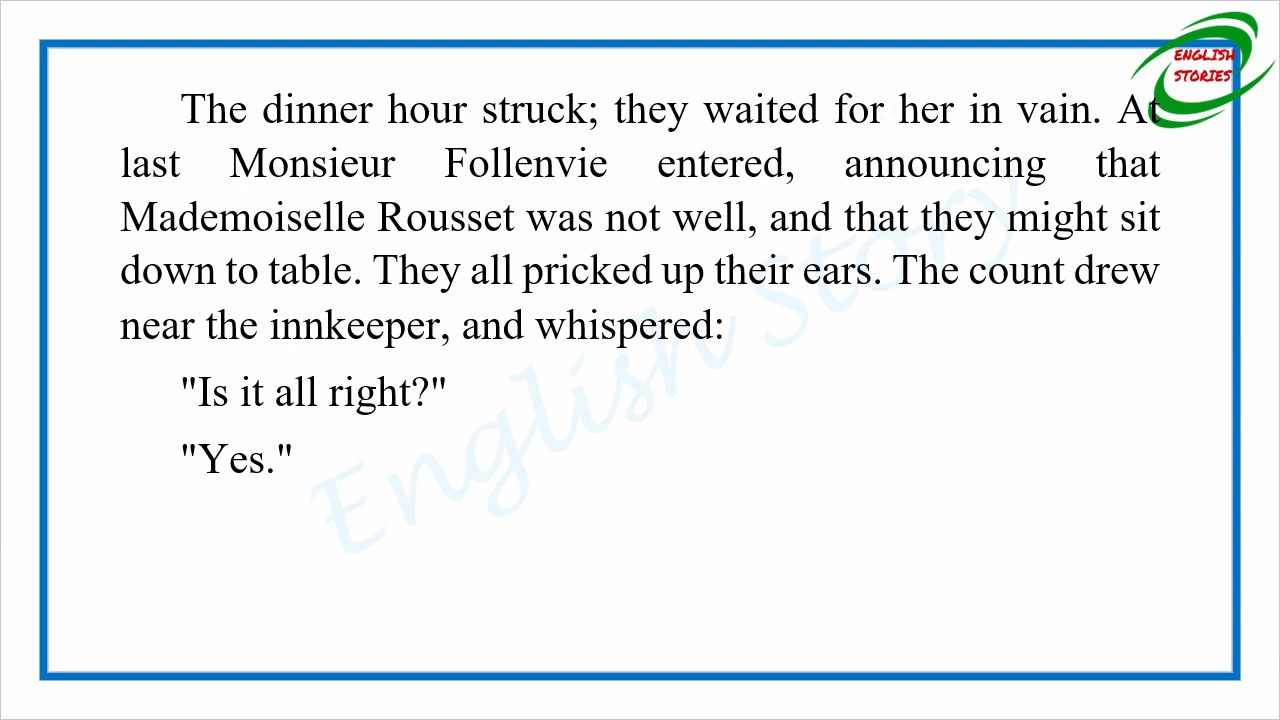 ENGLISH
STORIES
The dinner hour struck; they waited for her in vain. At
last Monsieur Follenvie entered, announcing that
Mademoiselle Rousset was not well, and that they might sit
down to table. They all pricked up their ears. The count drew
near the innkeeper, and whispered:
"Is it all right?"
"Yes."
English Story